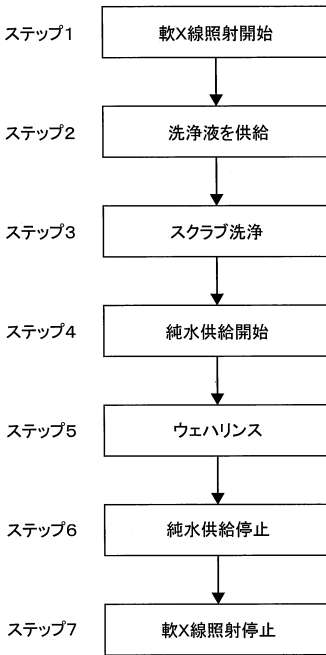 ステップ1 軟X線照射開始
ステップ2 洗浄液を供給
ステップ3 スクラブ洗浄
ステップ4 純水供給開始
ステップ5 ウェハリンス
ステップ6 純水供給停止
ステップ7 軟X線照射停止